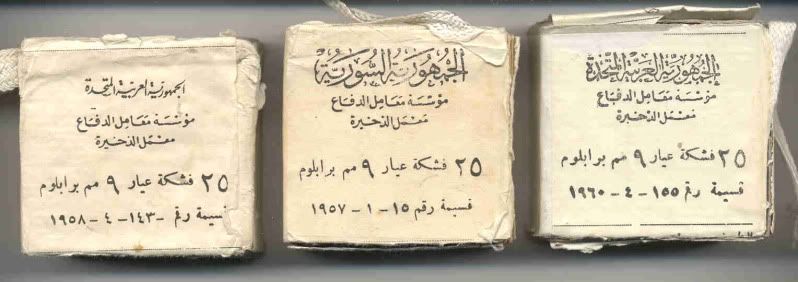 الجمهورية العربية المتحدة
مؤسسة معامل الدفاع
معمل الذخيرة
٢٥ فشكة عيار ٩ مم برابلوم
قسيمة رقم -١٤٣ - ٤ - ١٩٥٨
الجمهورية السورية
مؤسسة معامل الدفاع
معمل الذخيرة
٢٥ فشكة عيار ٩ مم برابلوم
قسيمة رقم ١٥ - ١ - ١٩٥٧
الجمهورية العربية المتحدة
مؤسسة معامل الدفاع
معمل الذخيرة
٢٥ فشكة عيار ٩ مم برابلوم
قسيمة رقم ١٥٥ - ٤ - ١٩٦٠